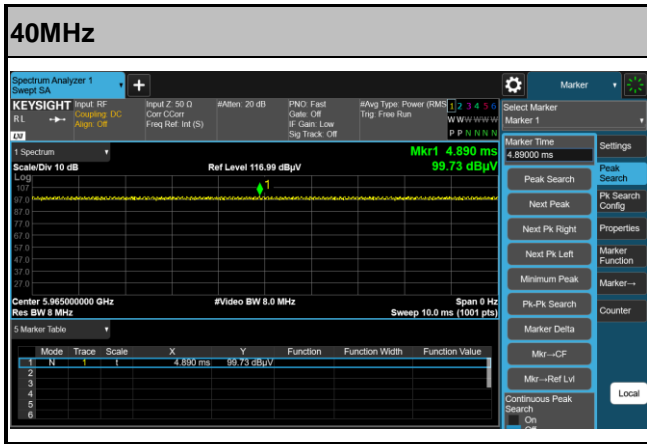 40MHz
Spectrum Analyzer 1
Swept SA
+
Marker
KEYSIGHT Input: RF Input Z: 50 Ω #Atten: 20 dB PNO: Fast #Avg Type: Power (RMS 1 2 3 4 5 6
RL Coupling: DC Corr CCorr Gate: Off Trig: Free Run
Align: Off Freq Ref: Int (S) IF Gain: Low W W W W W W
Sig Track: Off P P N N N N
Select Marker
Marker 1
1 Spectrum
Mkr1 4.890 ms
Scale/Div 10 dB Ref Level 116.99 dBµV 99.73 dBµV
Log
107
97.0
87.0
77.0
67.0
57.0
47.0
37.0
27.0
1
Center 5.965000000 GHz #Video BW 8.0 MHz Span 0 Hz
Res BW 8 MHz Sweep 10.0 ms (1001 pts)
5 Marker Table
Mode Trace Scale X Y Function Function Width Function Value
1 N 1 t 4.890 ms 99.73 dBµV
2
3
4
5
6
Marker Time
4.89000 ms
Peak Search
Next Peak
Next Pk Right
Next Pk Left
Minimum Peak
Pk-Pk Search
Marker Delta
Mkr→CF
Mkr→Ref Lvl
Continuous Peak
Search
On
Off
Settings
Peak
Search
Pk Search
Config
Properties
Marker
Function
Marker→
Counter
Local